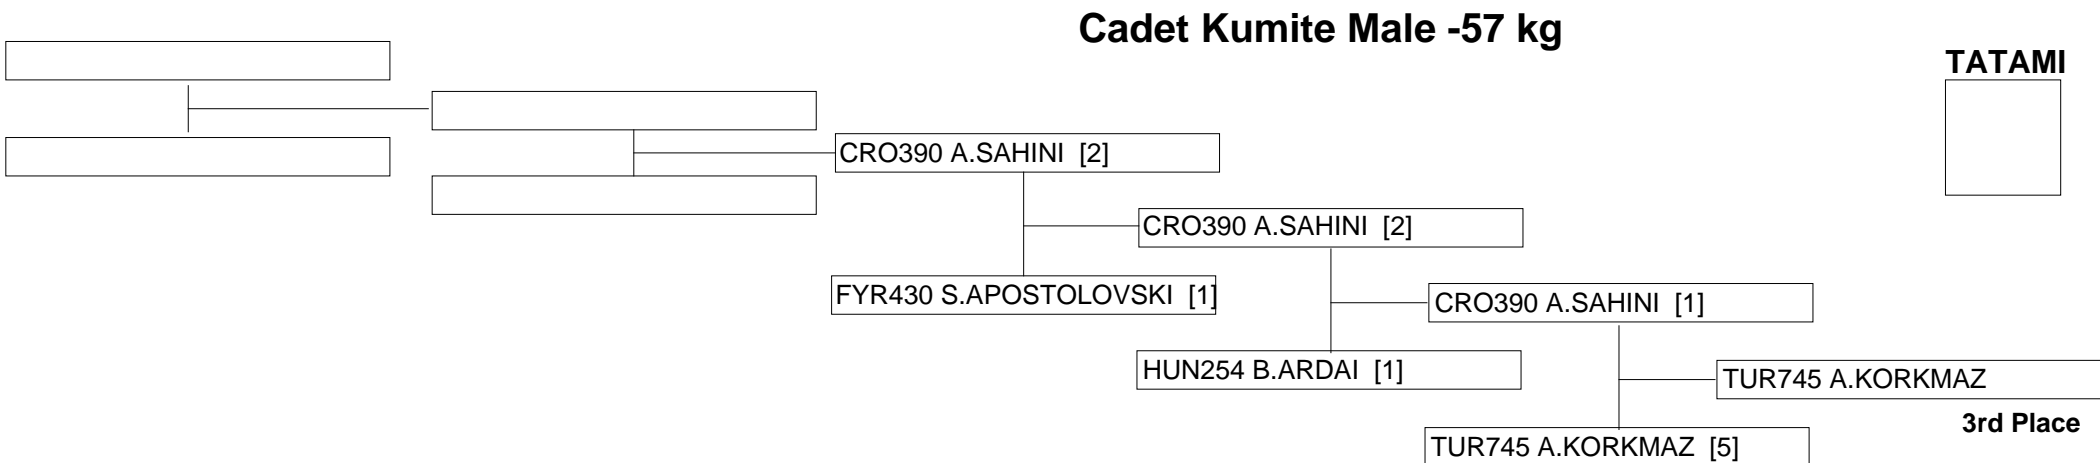 Cadet Kumite Male -57 kg
TATAMI
CRO390 A.SAHINI [2]
CRO390 A.SAHINI [2]
FYR430 S.APOSTOLOVSKI [1]
CRO390 A.SAHINI [1]
HUN254 B.ARDAI [1]
TUR745 A.KORKMAZ
3rd Place
TUR745 A.KORKMAZ [5]